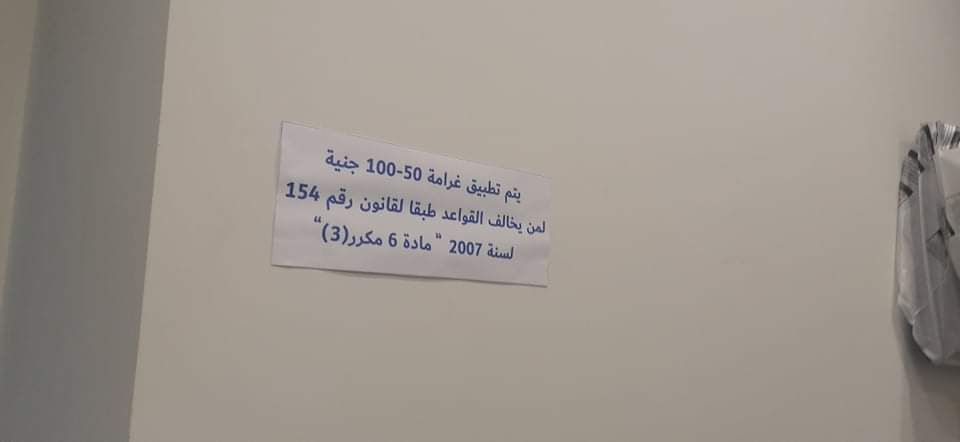 يتم تطبيق غرامة 50-100 جنية
لمن يخالف القواعد طبقا لقانون رقم 154
لسنة 2007 " مادة 6 مكرر(3)"